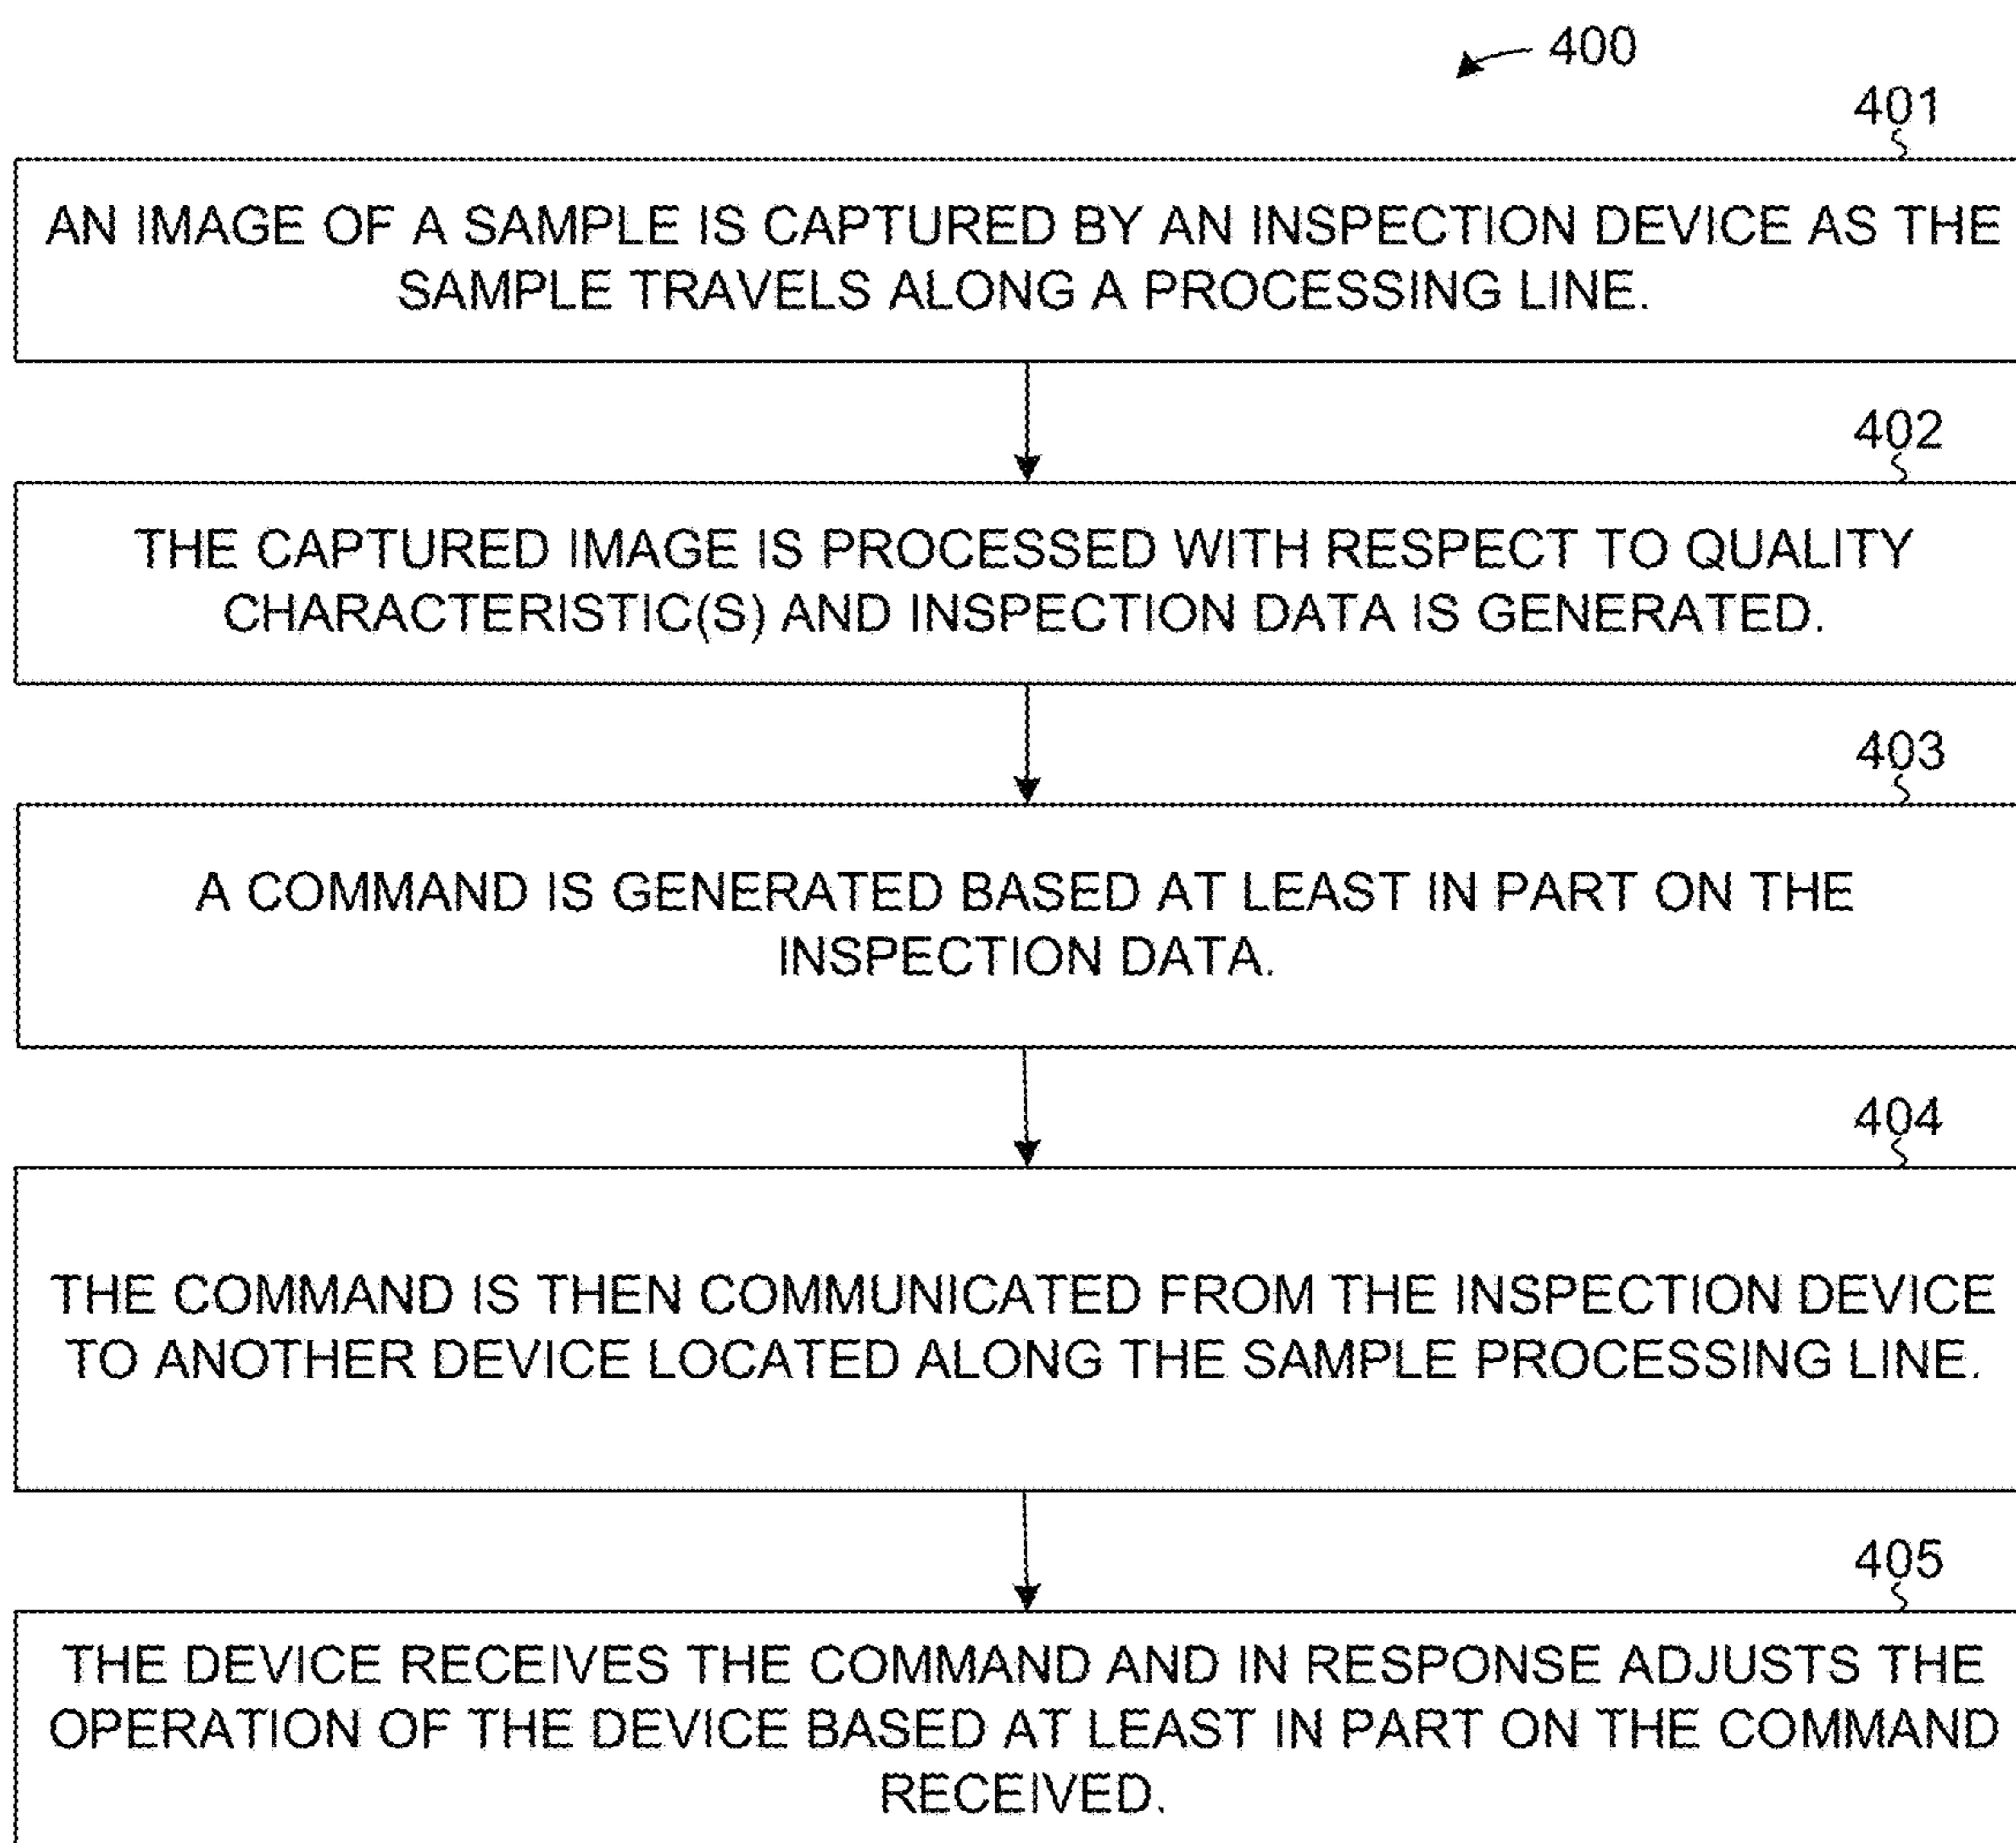 400
401
AN IMAGE OF A SAMPLE IS CAPTURED BY AN INSPECTION DEVICE AS THE
SAMPLE TRAVELS ALONG A PROCESSING LINE.
402
THE CAPTURED IMAGE IS PROCESSED WITH RESPECT TO QUALITY
CHARACTERISTIC(S) AND INSPECTION DATA IS GENERATED.
403
A COMMAND IS GENERATED BASED AT LEAST IN PART ON THE
INSPECTION DATA.
404
THE COMMAND IS THEN COMMUNICATED FROM THE INSPECTION DEVICE
TO ANOTHER DEVICE LOCATED ALONG THE SAMPLE PROCESSING LINE.
405
THE DEVICE RECEIVES THE COMMAND AND IN RESPONSE ADJUSTS THE
OPERATION OF THE DEVICE BASED AT LEAST IN PART ON THE COMMAND
RECEIVED.